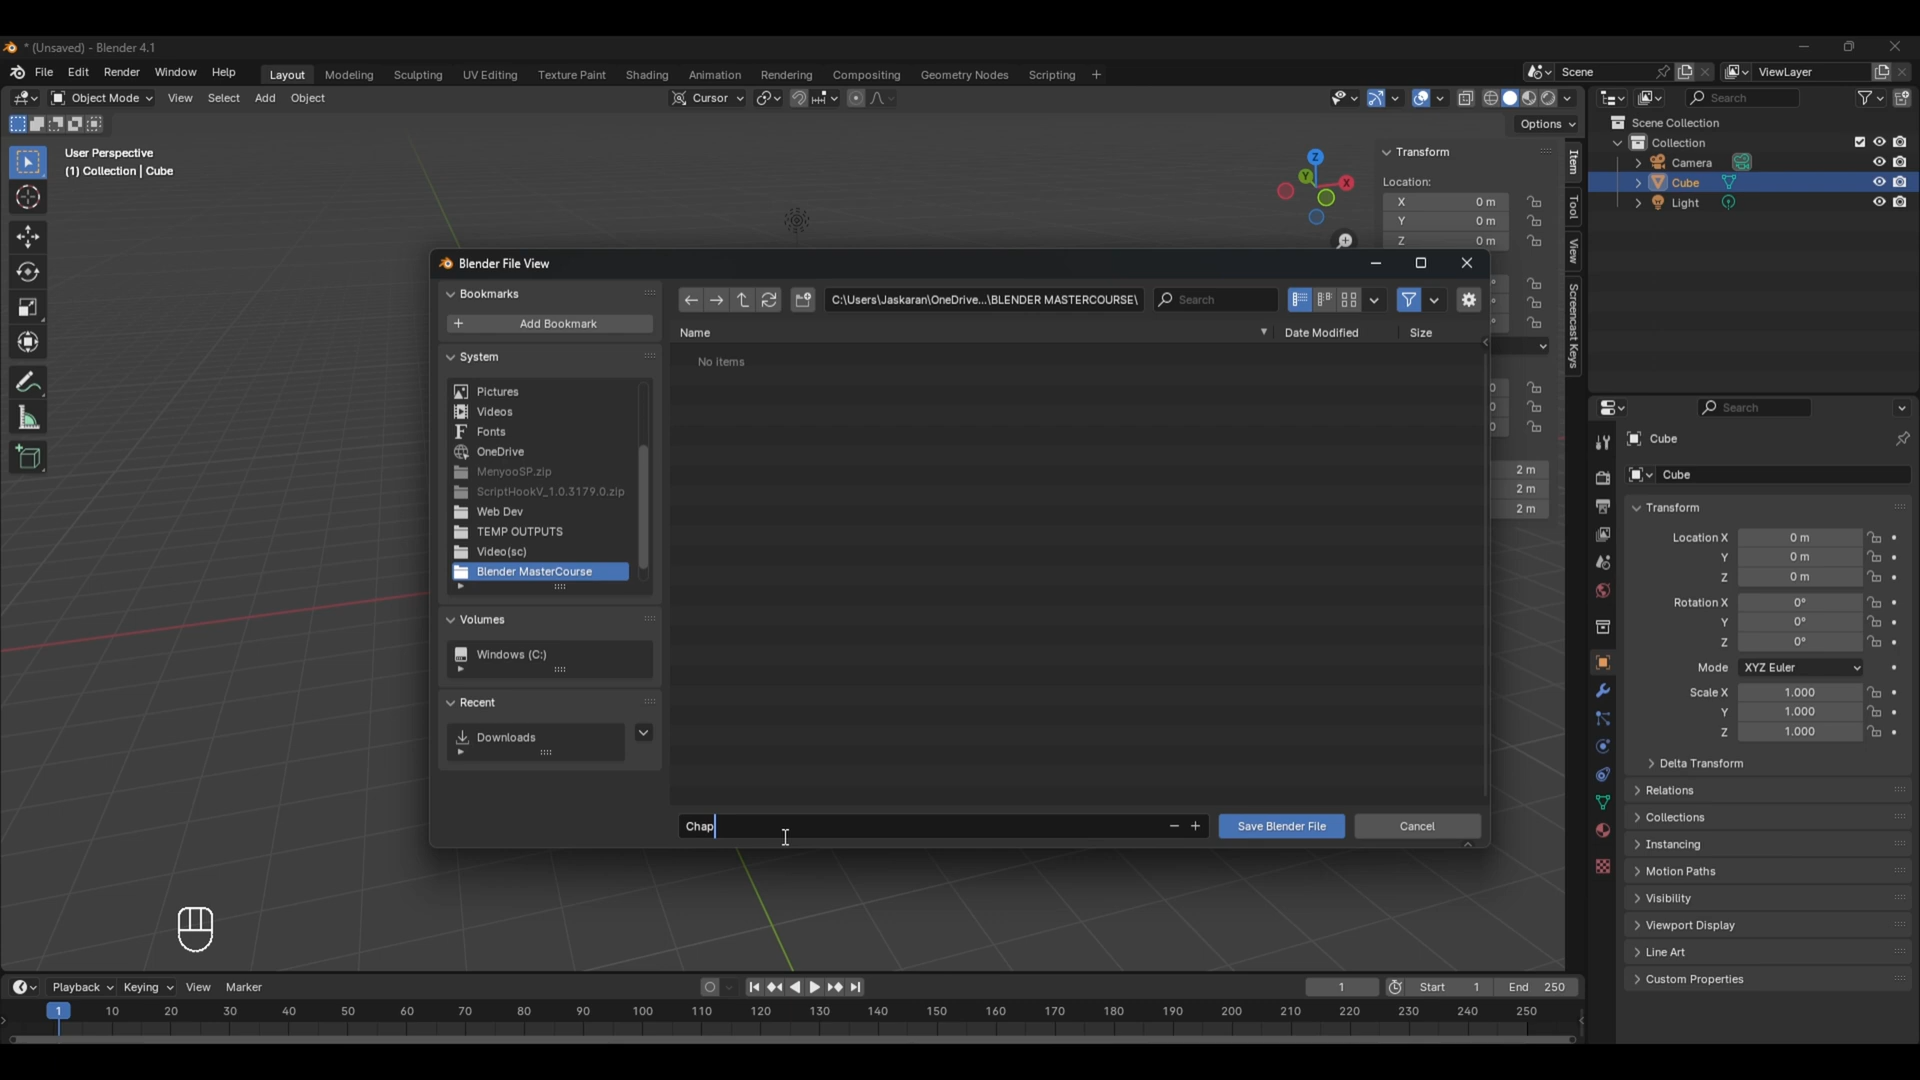 * (Unsaved) - Blender 4.1
File Edit Render Window Help Layout Modeling Sculpting UV Editing Texture Paint Shading Animation Rendering Compositing Geometry Nodes Scripting + Scene ViewLayer
Object Mode View Select Add Object Cursor Search
Options
User Perspective
(1) Collection | Cube
Z
Y
X
Transform
Location:
X 0 m
Y 0 m
Z 0 m
2 m
2 m
2 m
Item
Tool
View
Screencast Keys
Scene Collection
Collection
Camera
Cube
Light
Blender File View
Bookmarks
+ Add Bookmark
System
Pictures
Videos
Fonts
OneDrive
MenyooSP.zip
ScriptHookV_1.0.3179.0.zip
Web Dev
TEMP OUTPUTS
Video(sc)
Blender MasterCourse
Volumes
Windows (C:)
Recent
Downloads
C:\Users\Jaskaran\OneDrive...\BLENDER MASTERCOURSE\
Search
Name Date Modified Size
No items
Chap
Save Blender File
Cancel
Search
Cube
Cube
Transform
Location X 0 m
Y 0 m
Z 0 m
Rotation X 0°
Y 0°
Z 0°
Mode XYZ Euler
Scale X 1.000
Y 1.000
Z 1.000
Delta Transform
Relations
Collections
Instancing
Motion Paths
Visibility
Viewport Display
Line Art
Custom Properties
Playback Keying View Marker 1 Start 1 End 250
1 10 20 30 40 50 60 70 80 90 100 110 120 130 140 150 160 170 180 190 200 210 220 230 240 250